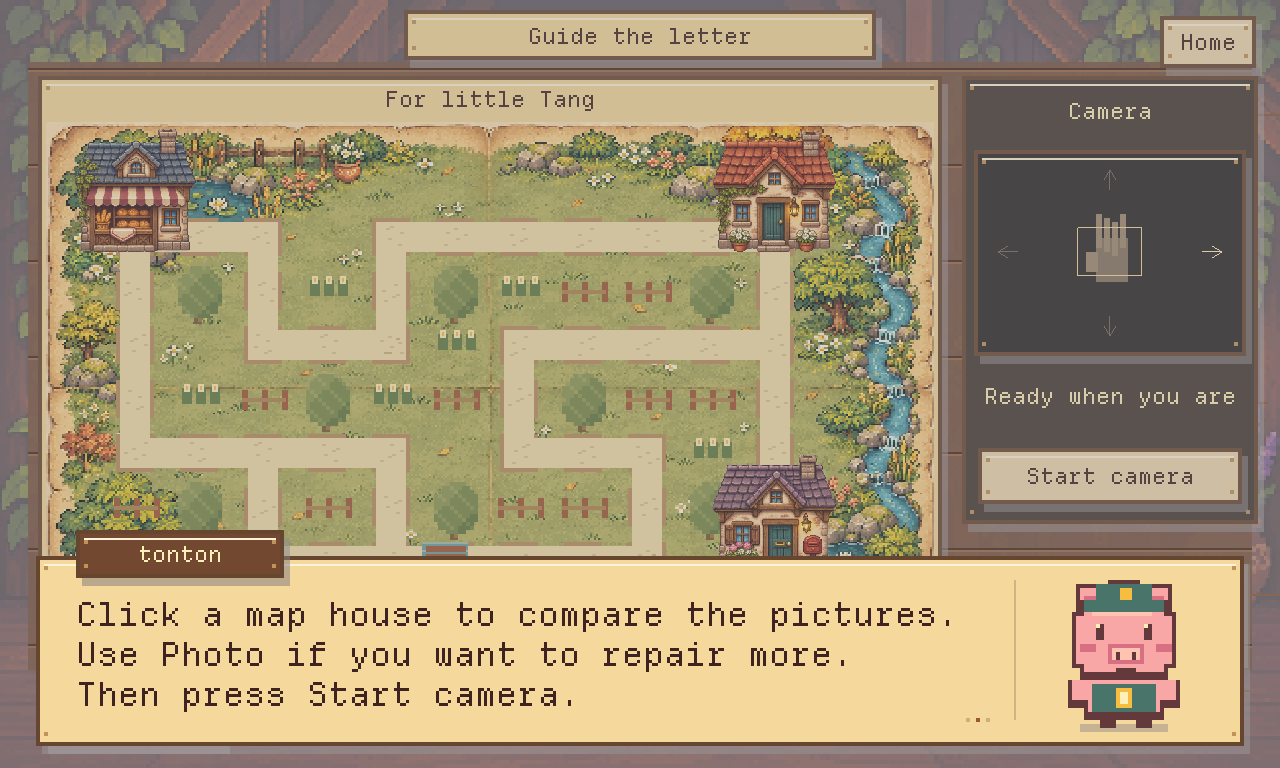 Guide the letter
Home
For little Tang
Camera
Ready when you are
Start camera
tonton
Click a map house to compare the pictures.
Use Photo if you want to repair more.
Then press Start camera.